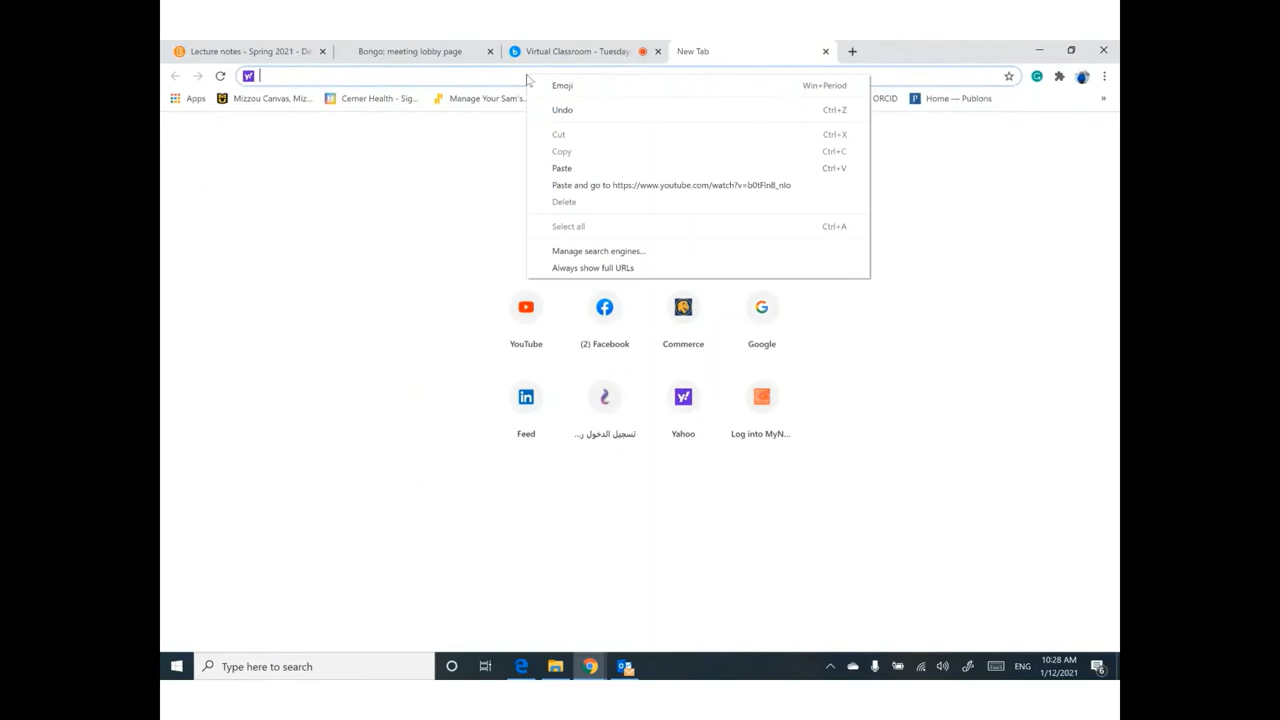 Lecture notes - Spring 2021 - De
Bongo: meeting lobby page
Virtual Classroom - Tuesday
New Tab
Apps
Mizzou Canvas, Miz...
Cerner Health - Sig...
Manage Your Sam's
ORCID
Home — Publons
»
Emoji Win+Period
Undo Ctrl+Z
Cut Ctrl+X
Copy Ctrl+C
Paste Ctrl+V
Paste and go to https://www.youtube.com/watch?v=b0tFln8_nlo
Delete
Select all Ctrl+A
Manage search engines...
Always show full URLs
YouTube
(2) Facebook
Commerce
Google
Feed
تسجيل الدخول ر...
Yahoo
Log into MyN...
Type here to search
ENG
10:28 AM
1/12/2021
6